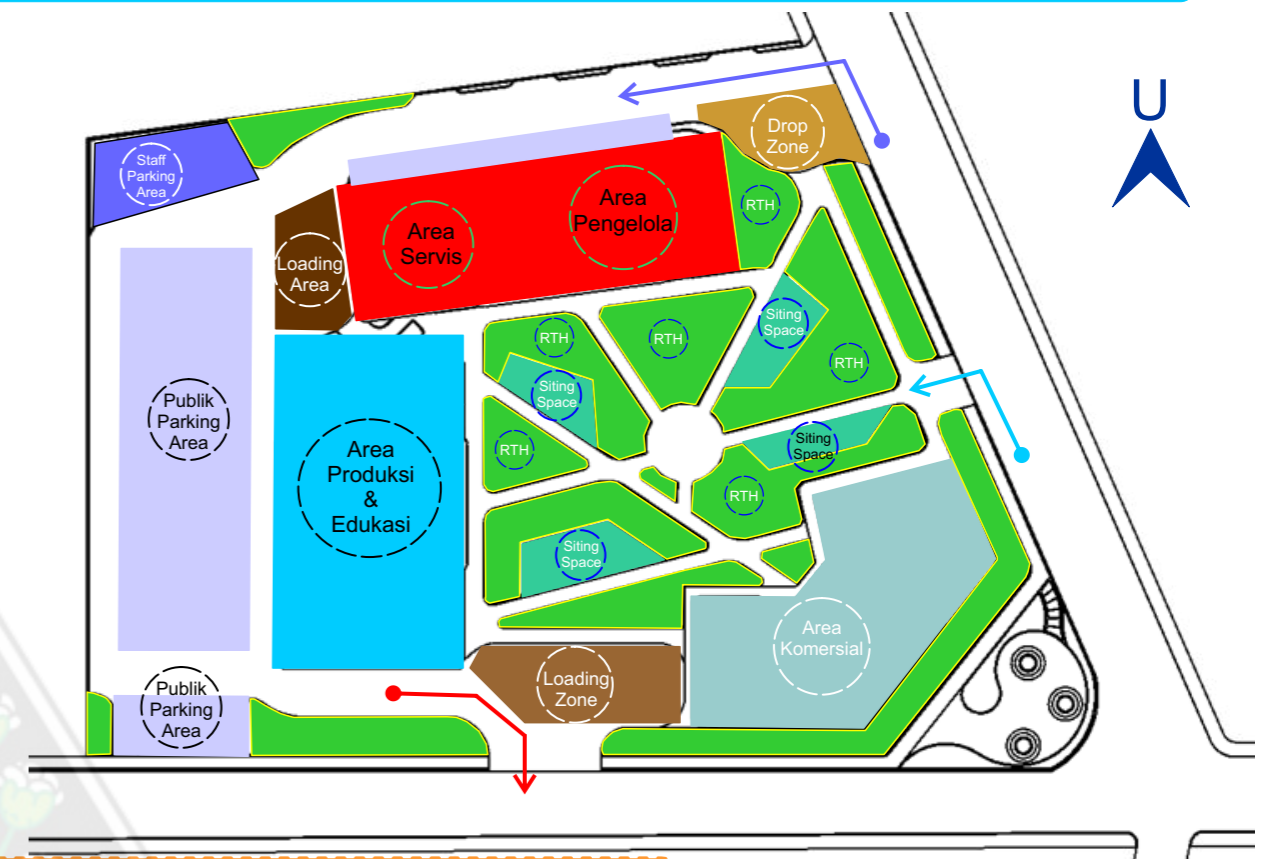 U
Drop
Zone
Staff
Parking
Area
Area
Pengelola
RTH
Area
Servis
Loading
Area
Siting
Space
RTH
RTH
RTH
Siting
Space
Publik
Parking
Area
Area
Produksi
&
Edukasi
RTH
Siting
Space
RTH
Siting
Space
Area
Komersial
Loading
Zone
Publik
Parking
Area